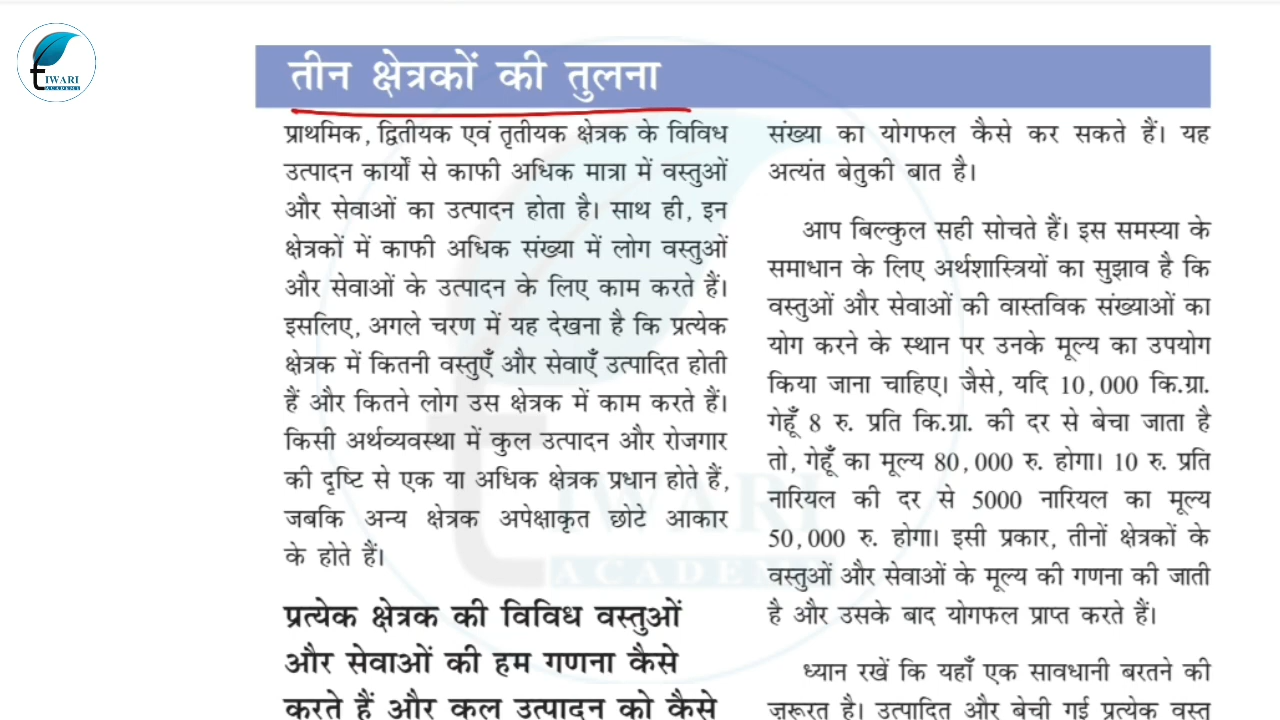 TIWARI
ACADEMY
तीन क्षेत्रकों की तुलना
प्राथमिक, द्वितीयक एवं तृतीयक क्षेत्रक के विविध
उत्पादन कार्यों से काफी अधिक मात्रा में वस्तुओं
और सेवाओं का उत्पादन होता है। साथ ही, इन
क्षेत्रकों में काफी अधिक संख्या में लोग वस्तुओं
और सेवाओं के उत्पादन के लिए काम करते हैं।
इसलिए, अगले चरण में यह देखना है कि प्रत्येक
क्षेत्रक में कितनी वस्तुएँ और सेवाएँ उत्पादित होती
हैं और कितने लोग उस क्षेत्रक में काम करते हैं।
किसी अर्थव्यवस्था में कुल उत्पादन और रोजगार
की दृष्टि से एक या अधिक क्षेत्रक प्रधान होते हैं,
जबकि अन्य क्षेत्रक अपेक्षाकृत छोटे आकार
के होते हैं।
प्रत्येक क्षेत्रक की विविध वस्तुओं
और सेवाओं की हम गणना कैसे
करते हैं और कुल उत्पादन को कैसे
संख्या का योगफल कैसे कर सकते हैं। यह
अत्यंत बेतुकी बात है।
आप बिल्कुल सही सोचते हैं। इस समस्या के
समाधान के लिए अर्थशास्त्रियों का सुझाव है कि
वस्तुओं और सेवाओं की वास्तविक संख्याओं का
योग करने के स्थान पर उनके मूल्य का उपयोग
किया जाना चाहिए। जैसे, यदि 10,000 कि.ग्रा.
गेहूँ 8 रु. प्रति कि.ग्रा. की दर से बेचा जाता है
तो, गेहूँ का मूल्य 80,000 रु. होगा। 10 रु. प्रति
नारियल की दर से 5000 नारियल का मूल्य
50,000 रु. होगा। इसी प्रकार, तीनों क्षेत्रकों के
वस्तुओं और सेवाओं के मूल्य की गणना की जाती
है और उसके बाद योगफल प्राप्त करते हैं।
ध्यान रखें कि यहाँ एक सावधानी बरतने की
ज़रूरत है। उत्पादित और बेची गई प्रत्येक वस्तु
TIWARI
ACADEMY